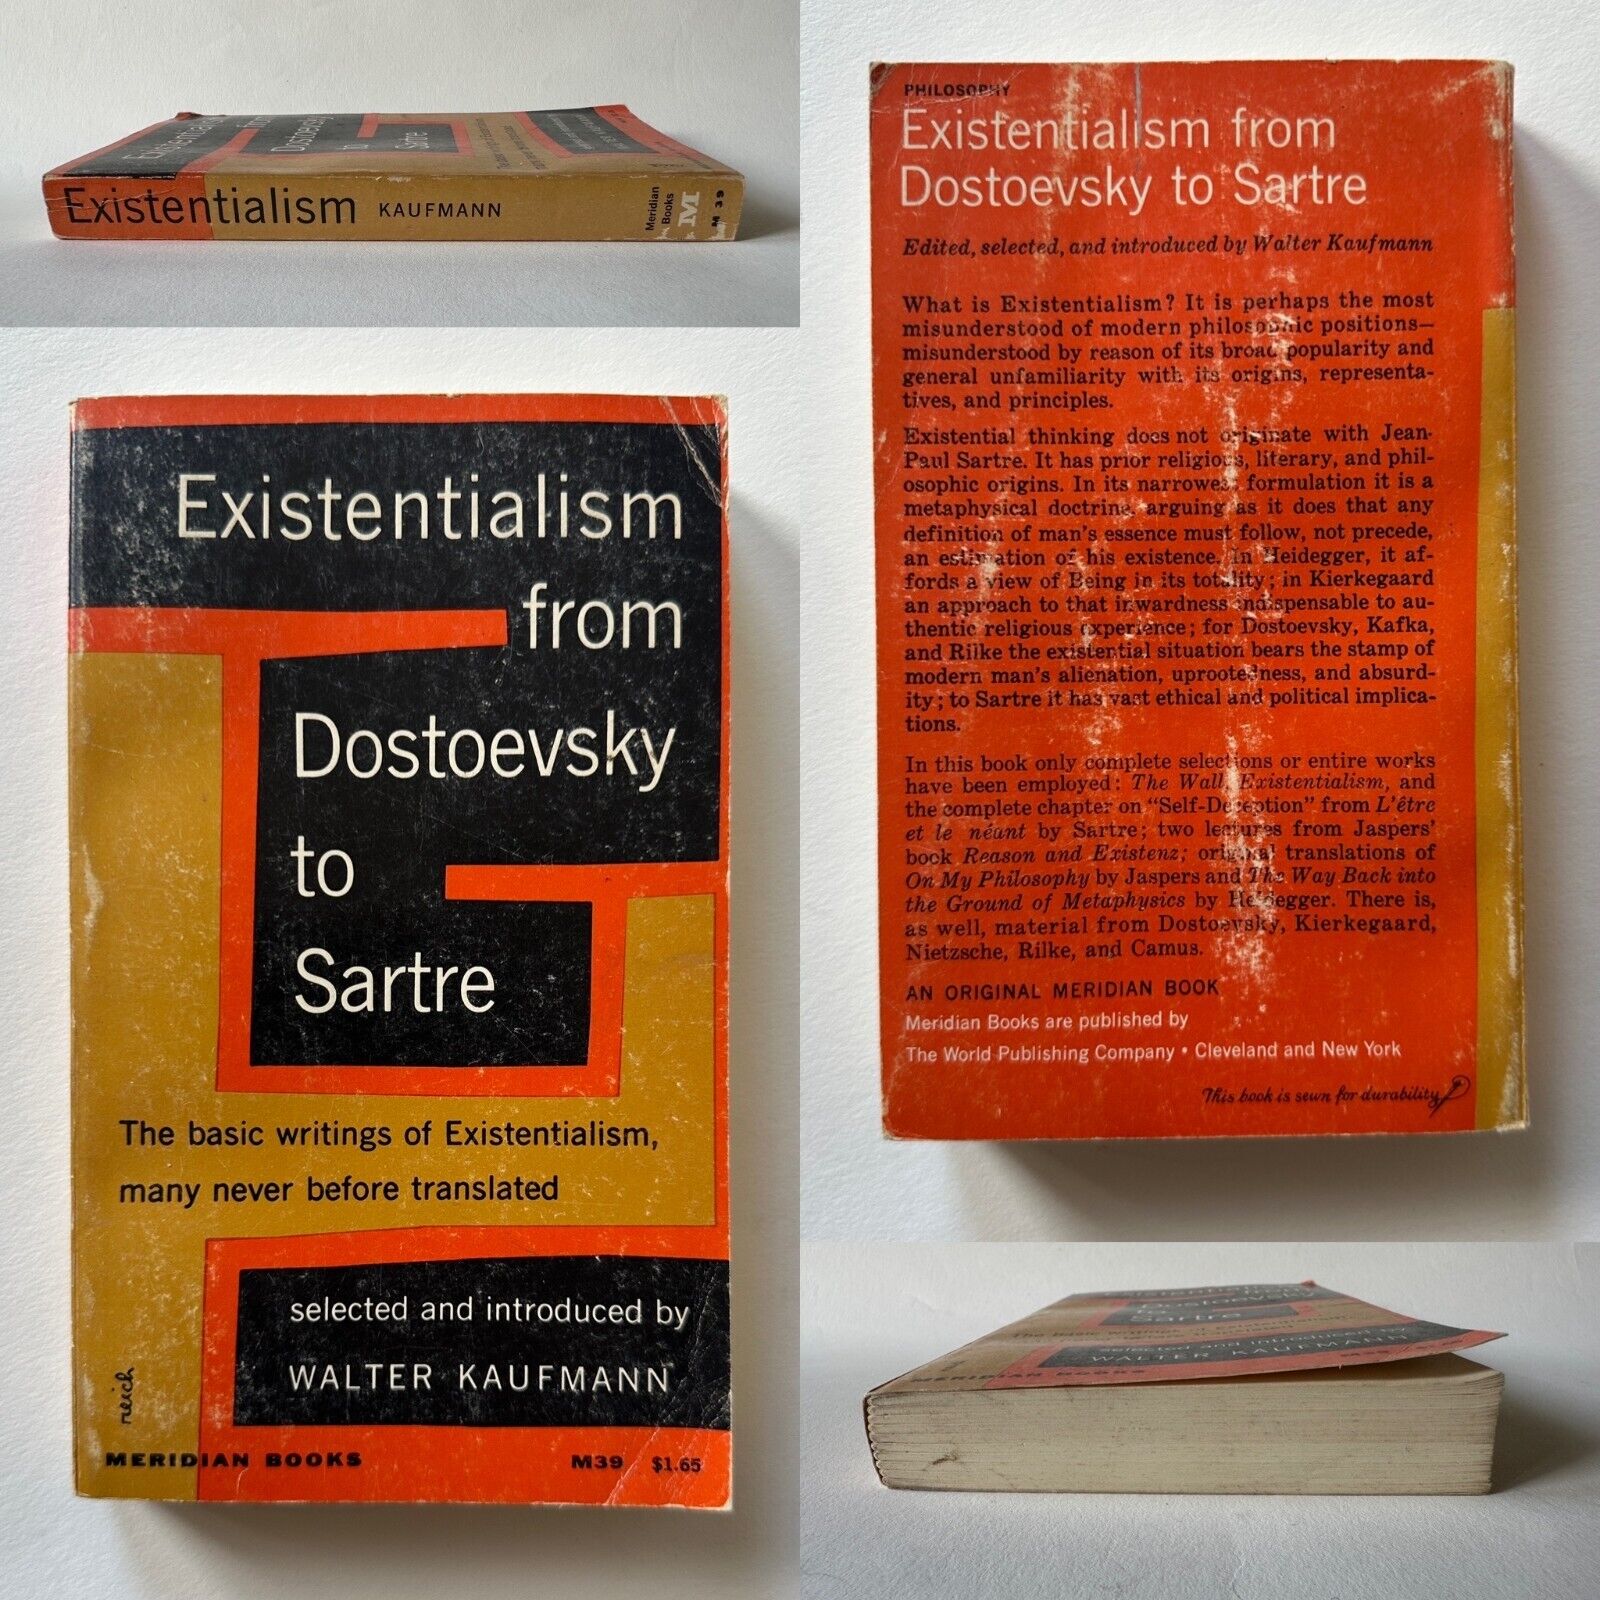 Existentialism KAUFMANN
Meridian
Books
M
M 39
Existentialism
from
Dostoevsky
to
Sartre
The basic writings of Existentialism,
many never before translated
selected and introduced by
WALTER KAUFMANN
reich
MERIDIAN BOOKS M39 $1.65
PHILOSOPHY
Existentialism from
Dostoevsky to Sartre
Edited, selected, and introduced by Walter Kaufmann
What is Existentialism? It is perhaps the most
misunderstood of modern philosophic positions—
misunderstood by reason of its broad popularity and
general unfamiliarity with its origins, representa-
tives, and principles.
Existential thinking does not originate with Jean-
Paul Sartre. It has prior religious, literary, and phil-
osophic origins. In its narrowest formulation it is a
metaphysical doctrine, arguing as it does that any
definition of man's essence must follow, not precede,
an estimation of his existence. In Heidegger, it af-
fords a view of Being in its totality; in Kierkegaard
an approach to that inwardness indispensable to au-
thentic religious experience; for Dostoevsky, Kafka,
and Rilke the existential situation bears the stamp of
modern man's alienation, uprootedness, and absurd-
ity; to Sartre it has vast ethical and political implica-
tions.
In this book only complete selections or entire works
have been employed: The Wall, Existentialism, and
the complete chapter on "Self-Deception" from L'être
et le néant by Sartre; two lectures from Jaspers'
book Reason and Existenz; original translations of
On My Philosophy by Jaspers and The Way Back into
the Ground of Metaphysics by Heidegger. There is,
as well, material from Dostoevsky, Kierkegaard,
Nietzsche, Rilke, and Camus.
AN ORIGINAL MERIDIAN BOOK
Meridian Books are published by
The World Publishing Company • Cleveland and New York
This book is sewn for durability
Dostoevsky
to
Sartre
selected and introduced by
WALTER KAUFMANN
MERIDIAN BOOKS